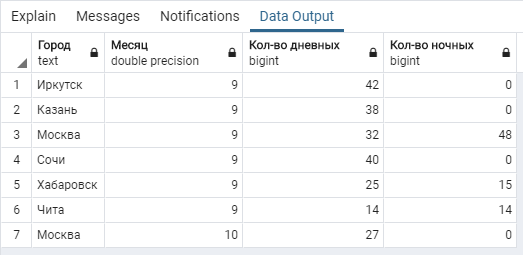 Explain Messages Notifications Data Output
Город Месяц Кол-во дневных Кол-во ночных
text double precision bigint bigint
1 Иркутск 9 42 0
2 Казань 9 38 0
3 Москва 9 32 48
4 Сочи 9 40 0
5 Хабаровск 9 25 15
6 Чита 9 14 14
7 Москва 10 27 0